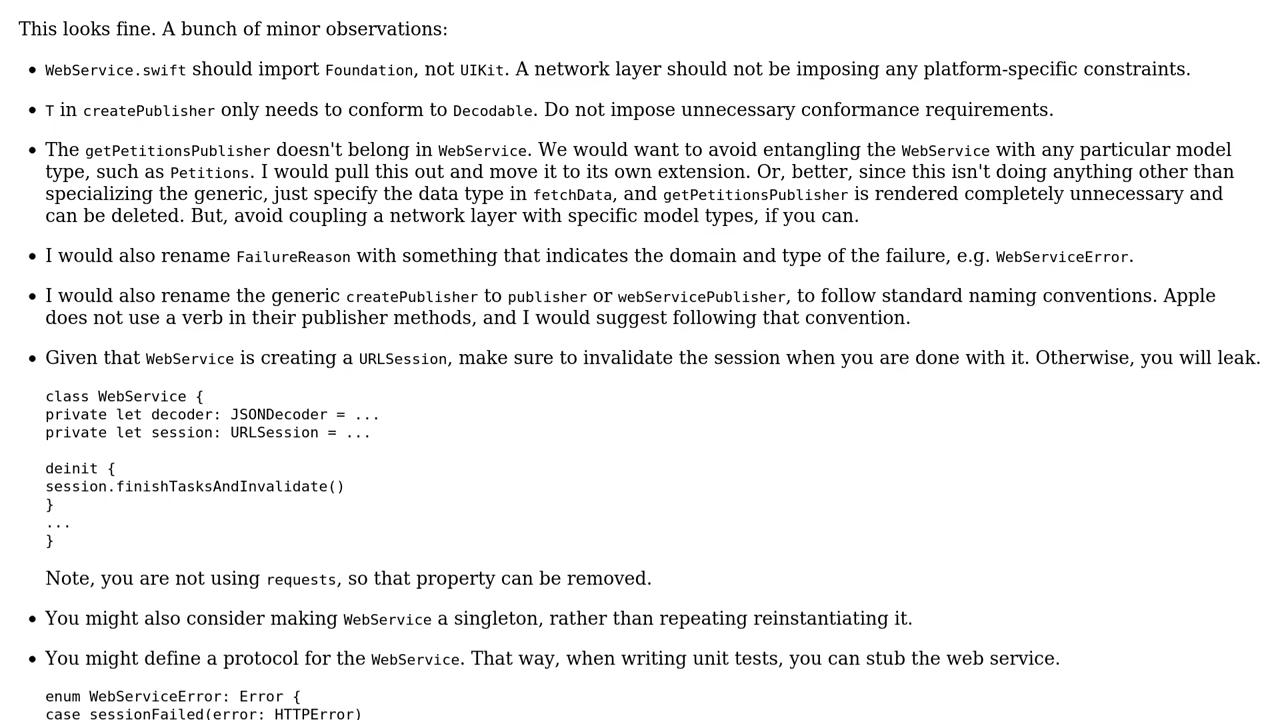 This looks fine. A bunch of minor observations:
• WebService.swift should import Foundation, not UIKit. A network layer should not be imposing any platform-specific constraints.
• T in createPublisher only needs to conform to Decodable. Do not impose unnecessary conformance requirements.
• The getPetitionsPublisher doesn't belong in WebService. We would want to avoid entangling the WebService with any particular model
type, such as Petitions. I would pull this out and move it to its own extension. Or, better, since this isn't doing anything other than
specializing the generic, just specify the data type in fetchData, and getPetitionsPublisher is rendered completely unnecessary and
can be deleted. But, avoid coupling a network layer with specific model types, if you can.
• I would also rename FailureReason with something that indicates the domain and type of the failure, e.g. WebServiceError.
• I would also rename the generic createPublisher to publisher or webServicePublisher, to follow standard naming conventions. Apple
does not use a verb in their publisher methods, and I would suggest following that convention.
• Given that WebService is creating a URLSession, make sure to invalidate the session when you are done with it. Otherwise, you will leak.
class WebService {
private let decoder: JSONDecoder = ...
private let session: URLSession = ...
deinit {
session.finishTasksAndInvalidate()
}
...
}
Note, you are not using requests, so that property can be removed.
• You might also consider making WebService a singleton, rather than repeating reinstantiating it.
• You might define a protocol for the WebService. That way, when writing unit tests, you can stub the web service.
enum WebServiceError: Error {
case sessionFailed(error: HTTPError)